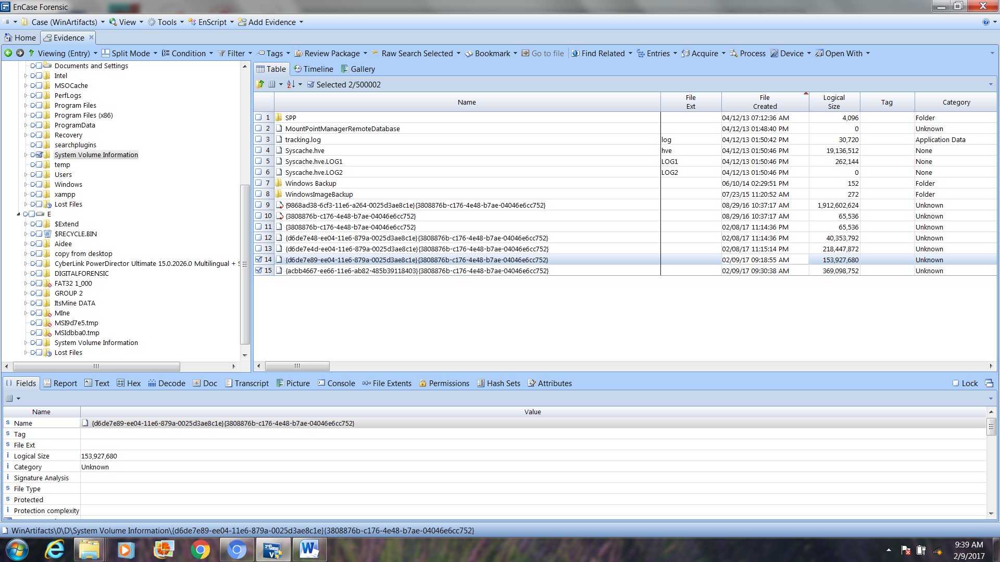 EnCase Forensic
Case (WinArtifacts) View Tools EnScript Add Evidence
Home Evidence
Viewing (Entry) Split Mode Condition Filter Tags Review Package Raw Search Selected Bookmark Go to file Find Related Entries Acquire Process Device Open With
Documents and Settings
Intel
MSOCache
PerfLogs
Program Files
Program Files (x86)
ProgramData
Recovery
searchplugins
System Volume Information
temp
Users
Windows
xampp
Lost Files
E
$Extend
$RECYCLE.BIN
Aidee
copy from desktop
CyberLink PowerDirector Ultimate 15.0.2026.0 Multilingual + S
DIGITALFORENSIC
FAT32 1_000
GROUP 2
ItsMine DATA
MIne
MSI9d7e5.tmp
MSIdbba0.tmp
System Volume Information
Lost Files
Table Timeline Gallery
Selected 2/500002
Name File Ext File Created Logical Size Tag Category
1 SPP 04/12/13 07:12:36 AM 4,096 Folder
2 MountPointManagerRemoteDatabase 04/12/13 01:48:40 PM 0 Unknown
3 tracking.log log 04/12/13 01:50:42 PM 30,720 Application Data
4 Syscache.hve hve 04/12/13 01:50:46 PM 19,136,512 None
5 Syscache.hve.LOG1 LOG1 04/12/13 01:50:46 PM 262,144 None
6 Syscache.hve.LOG2 LOG2 04/12/13 01:50:46 PM 0 None
7 Windows Backup 06/10/14 02:29:51 PM 152 Folder
8 WindowsImageBackup 07/23/15 11:20:52 AM 272 Folder
9 {9868ad38-6cf3-11e6-a264-0025d3ae8c1e}{3808876b-c176-4e48-b7ae-04046e6cc752} 08/29/16 10:37:17 AM 1,912,602,624 Unknown
10 {3808876b-c176-4e48-b7ae-04046e6cc752} 08/29/16 10:37:17 AM 65,536 Unknown
11 {3808876b-c176-4e48-b7ae-04046e6cc752} 02/08/17 11:14:36 PM 65,536 Unknown
12 {d6de7e48-ee04-11e6-879a-0025d3ae8c1e}{3808876b-c176-4e48-b7ae-04046e6cc752} 02/08/17 11:14:36 PM 40,353,792 Unknown
13 {d6de7e4d-ee04-11e6-879a-0025d3ae8c1e}{3808876b-c176-4e48-b7ae-04046e6cc752} 02/08/17 11:15:14 PM 218,447,872 Unknown
14 {d6de7e89-ee04-11e6-879a-0025d3ae8c1e}{3808876b-c176-4e48-b7ae-04046e6cc752} 02/09/17 09:18:55 AM 153,927,680 Unknown
15 {acbb4667-ee66-11e6-ab82-485b39118403}{3808876b-c176-4e48-b7ae-04046e6cc752} 02/09/17 09:30:38 AM 369,098,752 Unknown
Fields Report Text Hex Decode Doc Transcript Picture Console File Extents Permissions Hash Sets Attributes Lock
Name Value
Name {d6de7e89-ee04-11e6-879a-0025d3ae8c1e}{3808876b-c176-4e48-b7ae-04046e6cc752}
Tag
File Ext
Logical Size 153,927,680
Category Unknown
Signature Analysis
File Type
Protected
Protection complexity
WinArtifacts\0\D\System Volume Information\{d6de7e89-ee04-11e6-879a-0025d3ae8c1e}{3808876b-c176-4e48-b7ae-04046e6cc752}
9:39 AM
2/9/2017